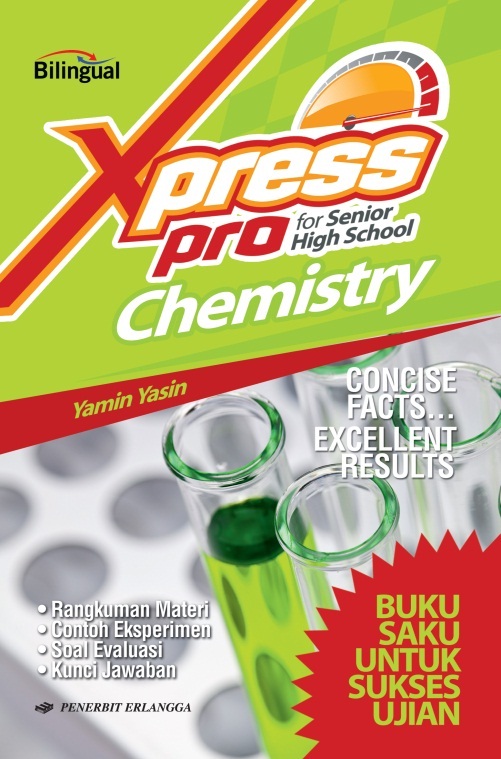 Bilingual
Xpress
pro for Senior
High School
Chemistry
Yamin Yasin
CONCISE
FACTS...
EXCELLENT
RESULTS
• Rangkuman Materi
• Contoh Eksperimen
• Soal Evaluasi
• Kunci Jawaban
PENERBIT ERLANGGA
BUKU
SAKU
UNTUK
SUKSES
UJIAN